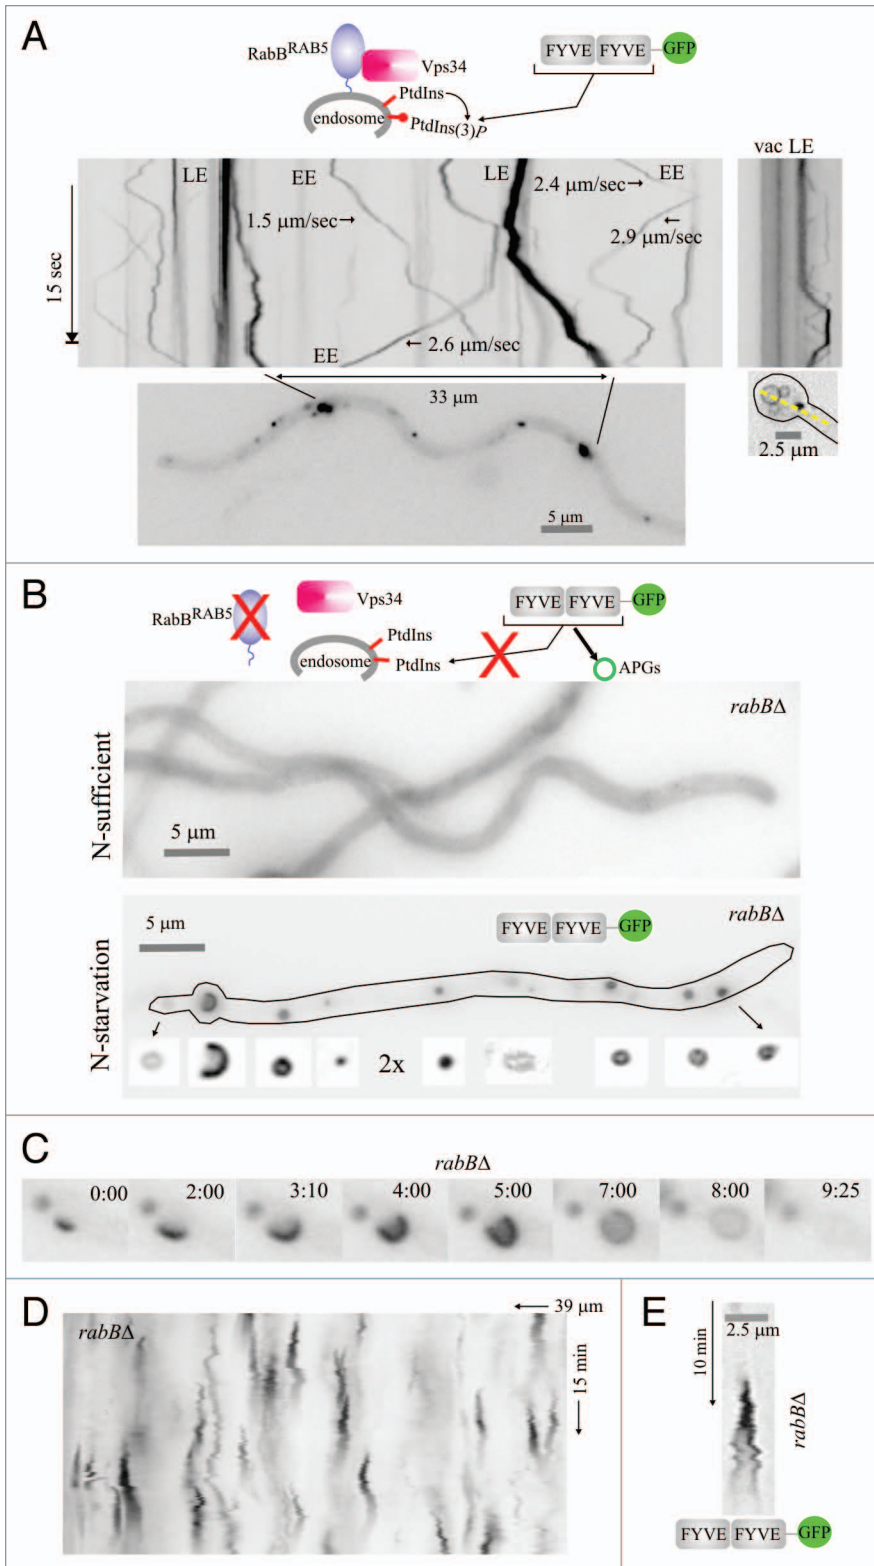 A
RabB^RAB5
Vps34
FYVE FYVE GFP
PtdIns
endosome
PtdIns(3)P
vac LE
LE EE LE 2.4 μm/sec→ EE
1.5 μm/sec→
← 2.9 μm/sec
15 sec
EE ← 2.6 μm/sec
33 μm
5 μm
2.5 μm
B
RabB^RAB5
Vps34
FYVE FYVE GFP
PtdIns
endosome PtdIns
APGs
N-sufficient
rabBΔ
5 μm
N-starvation
5 μm
FYVE FYVE GFP
rabBΔ
2x
C
rabBΔ
0:00 2:00 3:10 4:00 5:00 7:00 8:00 9:25
D
← 39 μm
rabBΔ
15 min
E
2.5 μm
10 min
rabBΔ
FYVE FYVE GFP